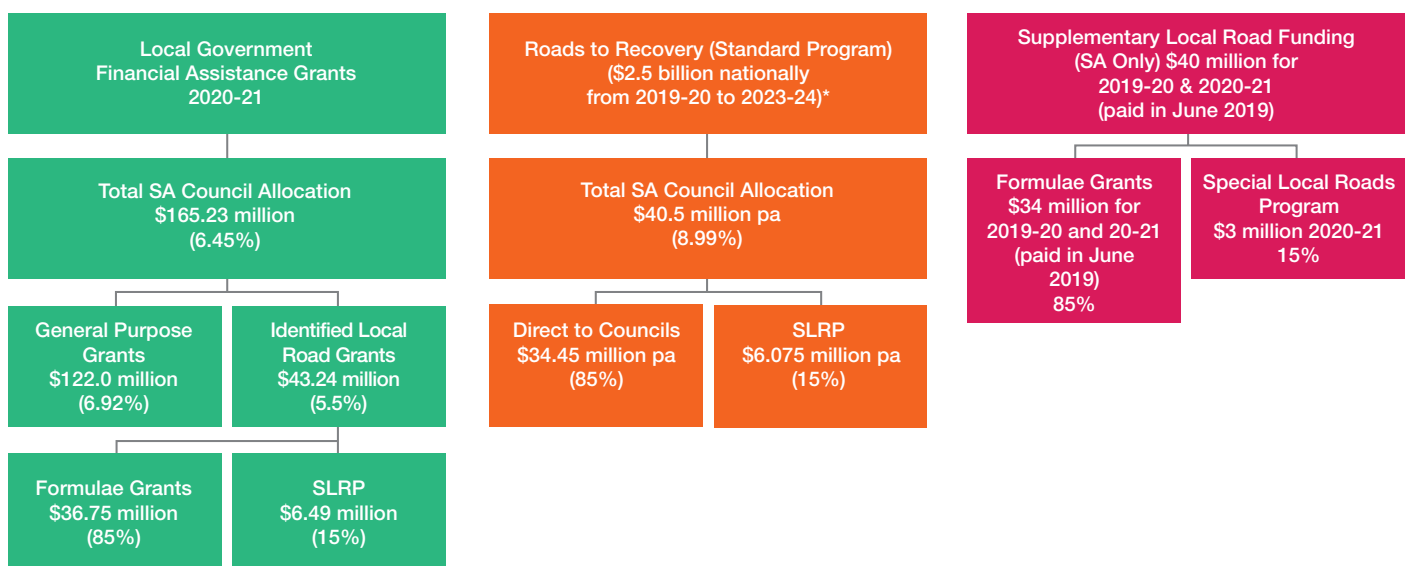 Local Government
Financial Assistance Grants
2020-21
Total SA Council Allocation
$165.23 million
(6.45%)
General Purpose
Grants
$122.0 million
(6.92%)
Identified Local
Road Grants
$43.24 million
(5.5%)
Formulae Grants
$36.75 million
(85%)
SLRP
$6.49 million
(15%)
Roads to Recovery (Standard Program)
($2.5 billion nationally
from 2019-20 to 2023-24)*
Total SA Council Allocation
$40.5 million pa
(8.99%)
Direct to Councils
$34.45 million pa
(85%)
SLRP
$6.075 million pa
(15%)
Supplementary Local Road Funding
(SA Only) $40 million for
2019-20 & 2020-21
(paid in June 2019)
Formulae Grants
$34 million for
2019-20 and 20-21
(paid in June
2019)
85%
Special Local Roads
Program
$3 million 2020-21
15%